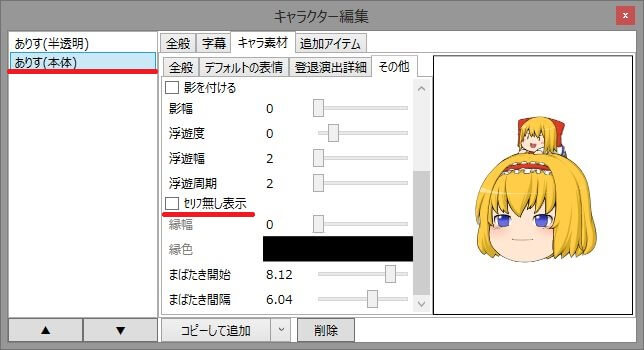 キャラクター編集
x
ありす(半透明)
ありす(本体)
全般 字幕 キャラ素材 追加アイテム
全般 デフォルトの表情 登退演出詳細 その他
影を付ける
影幅 0
浮遊度 0
浮遊幅 2
浮遊周期 2
ｾﾘﾌ無し表示
縁幅 0
縁色
まばたき開始 8.12
まばたき間隔 6.04
▲ ▼ コピーして追加 削除